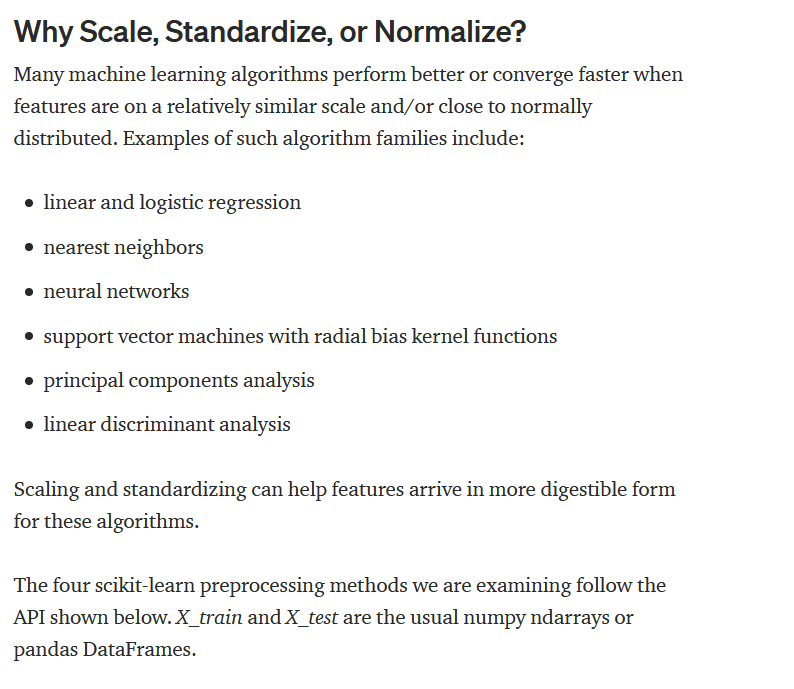 Why Scale, Standardize, or Normalize?
Many machine learning algorithms perform better or converge faster when
features are on a relatively similar scale and/or close to normally
distributed. Examples of such algorithm families include:
• linear and logistic regression
• nearest neighbors
• neural networks
• support vector machines with radial bias kernel functions
• principal components analysis
• linear discriminant analysis
Scaling and standardizing can help features arrive in more digestible form
for these algorithms.
The four scikit-learn preprocessing methods we are examining follow the
API shown below. X_train and X_test are the usual numpy ndarrays or
pandas DataFrames.